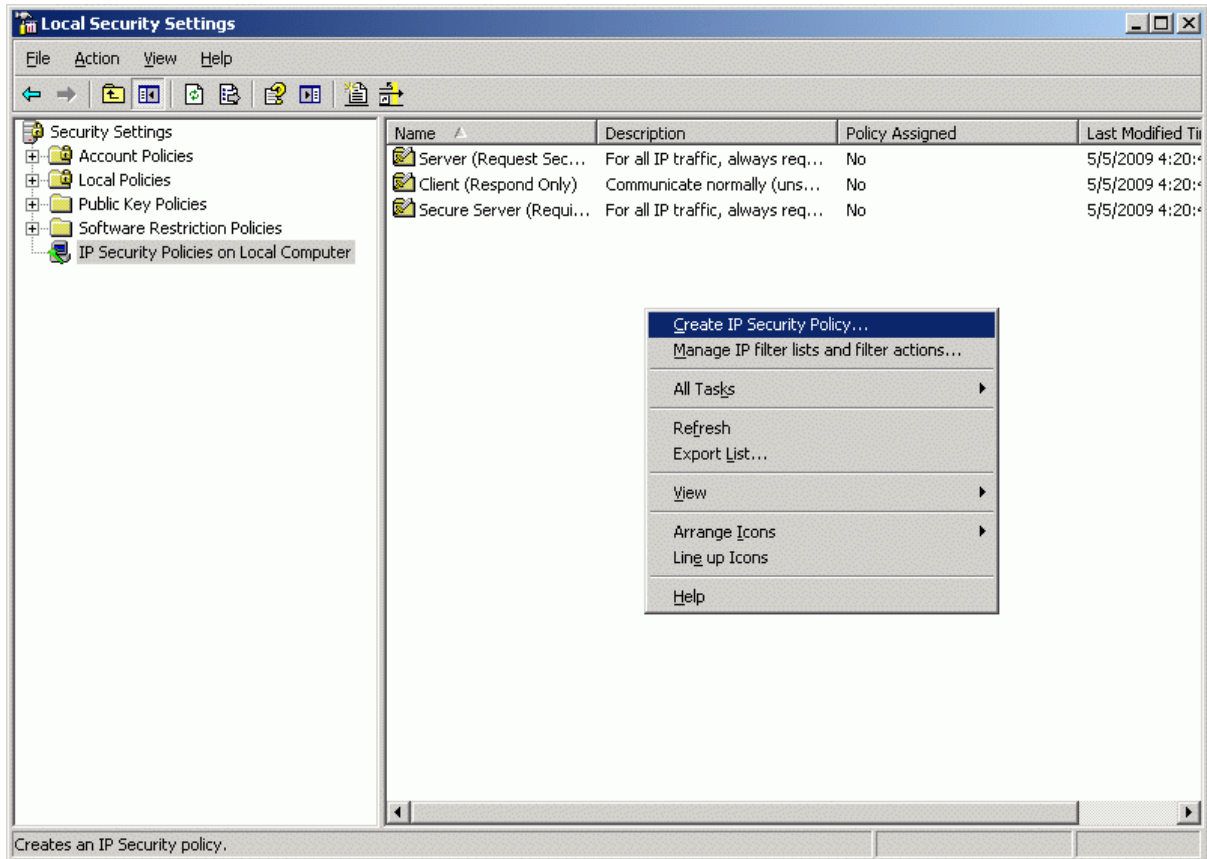 Local Security Settings
File Action View Help
Security Settings
Account Policies
Local Policies
Public Key Policies
Software Restriction Policies
IP Security Policies on Local Computer
Name Description Policy Assigned Last Modified Ti
Server (Request Sec... For all IP traffic, always req... No 5/5/2009 4:20:4
Client (Respond Only) Communicate normally (uns... No 5/5/2009 4:20:4
Secure Server (Requi... For all IP traffic, always req... No 5/5/2009 4:20:4
Create IP Security Policy...
Manage IP filter lists and filter actions...
All Tasks
Refresh
Export List...
View
Arrange Icons
Line up Icons
Help
Creates an IP Security policy.